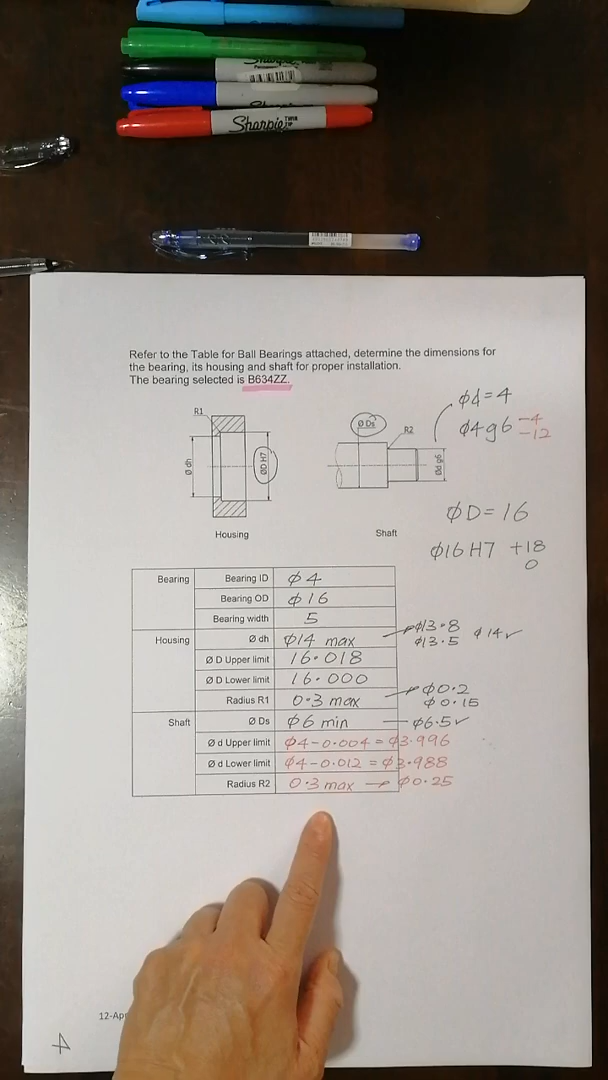 Sharpie
Sharpie TWIN TIP
Refer to the Table for Ball Bearings attached, determine the dimensions for
the bearing, its housing and shaft for proper installation.
The bearing selected is B634ZZ.
R1
Ø dh
ØD H7
Housing
Ø Ds
R2
Ød g6
Shaft
ϕd=4
ϕ4g6 -4
-12
ϕD=16
ϕ16H7 +18
0
Bearing Bearing ID ϕ4
Bearing OD ϕ16
Bearing width 5
Housing Ø dh ϕ14 max ϕ13.8
ϕ13.5 ϕ14✓
Ø D Upper limit 16.018
Ø D Lower limit 16.000
Radius R1 0.3 max ϕ0.2
ϕ0.15
Shaft Ø Ds ϕ6 min — ϕ6.5✓
Ø d Upper limit ϕ4-0.004 = ϕ3.996
Ø d Lower limit ϕ4-0.012 = ϕ3.988
Radius R2 0.3 max → ϕ0.25
12-Apr
4